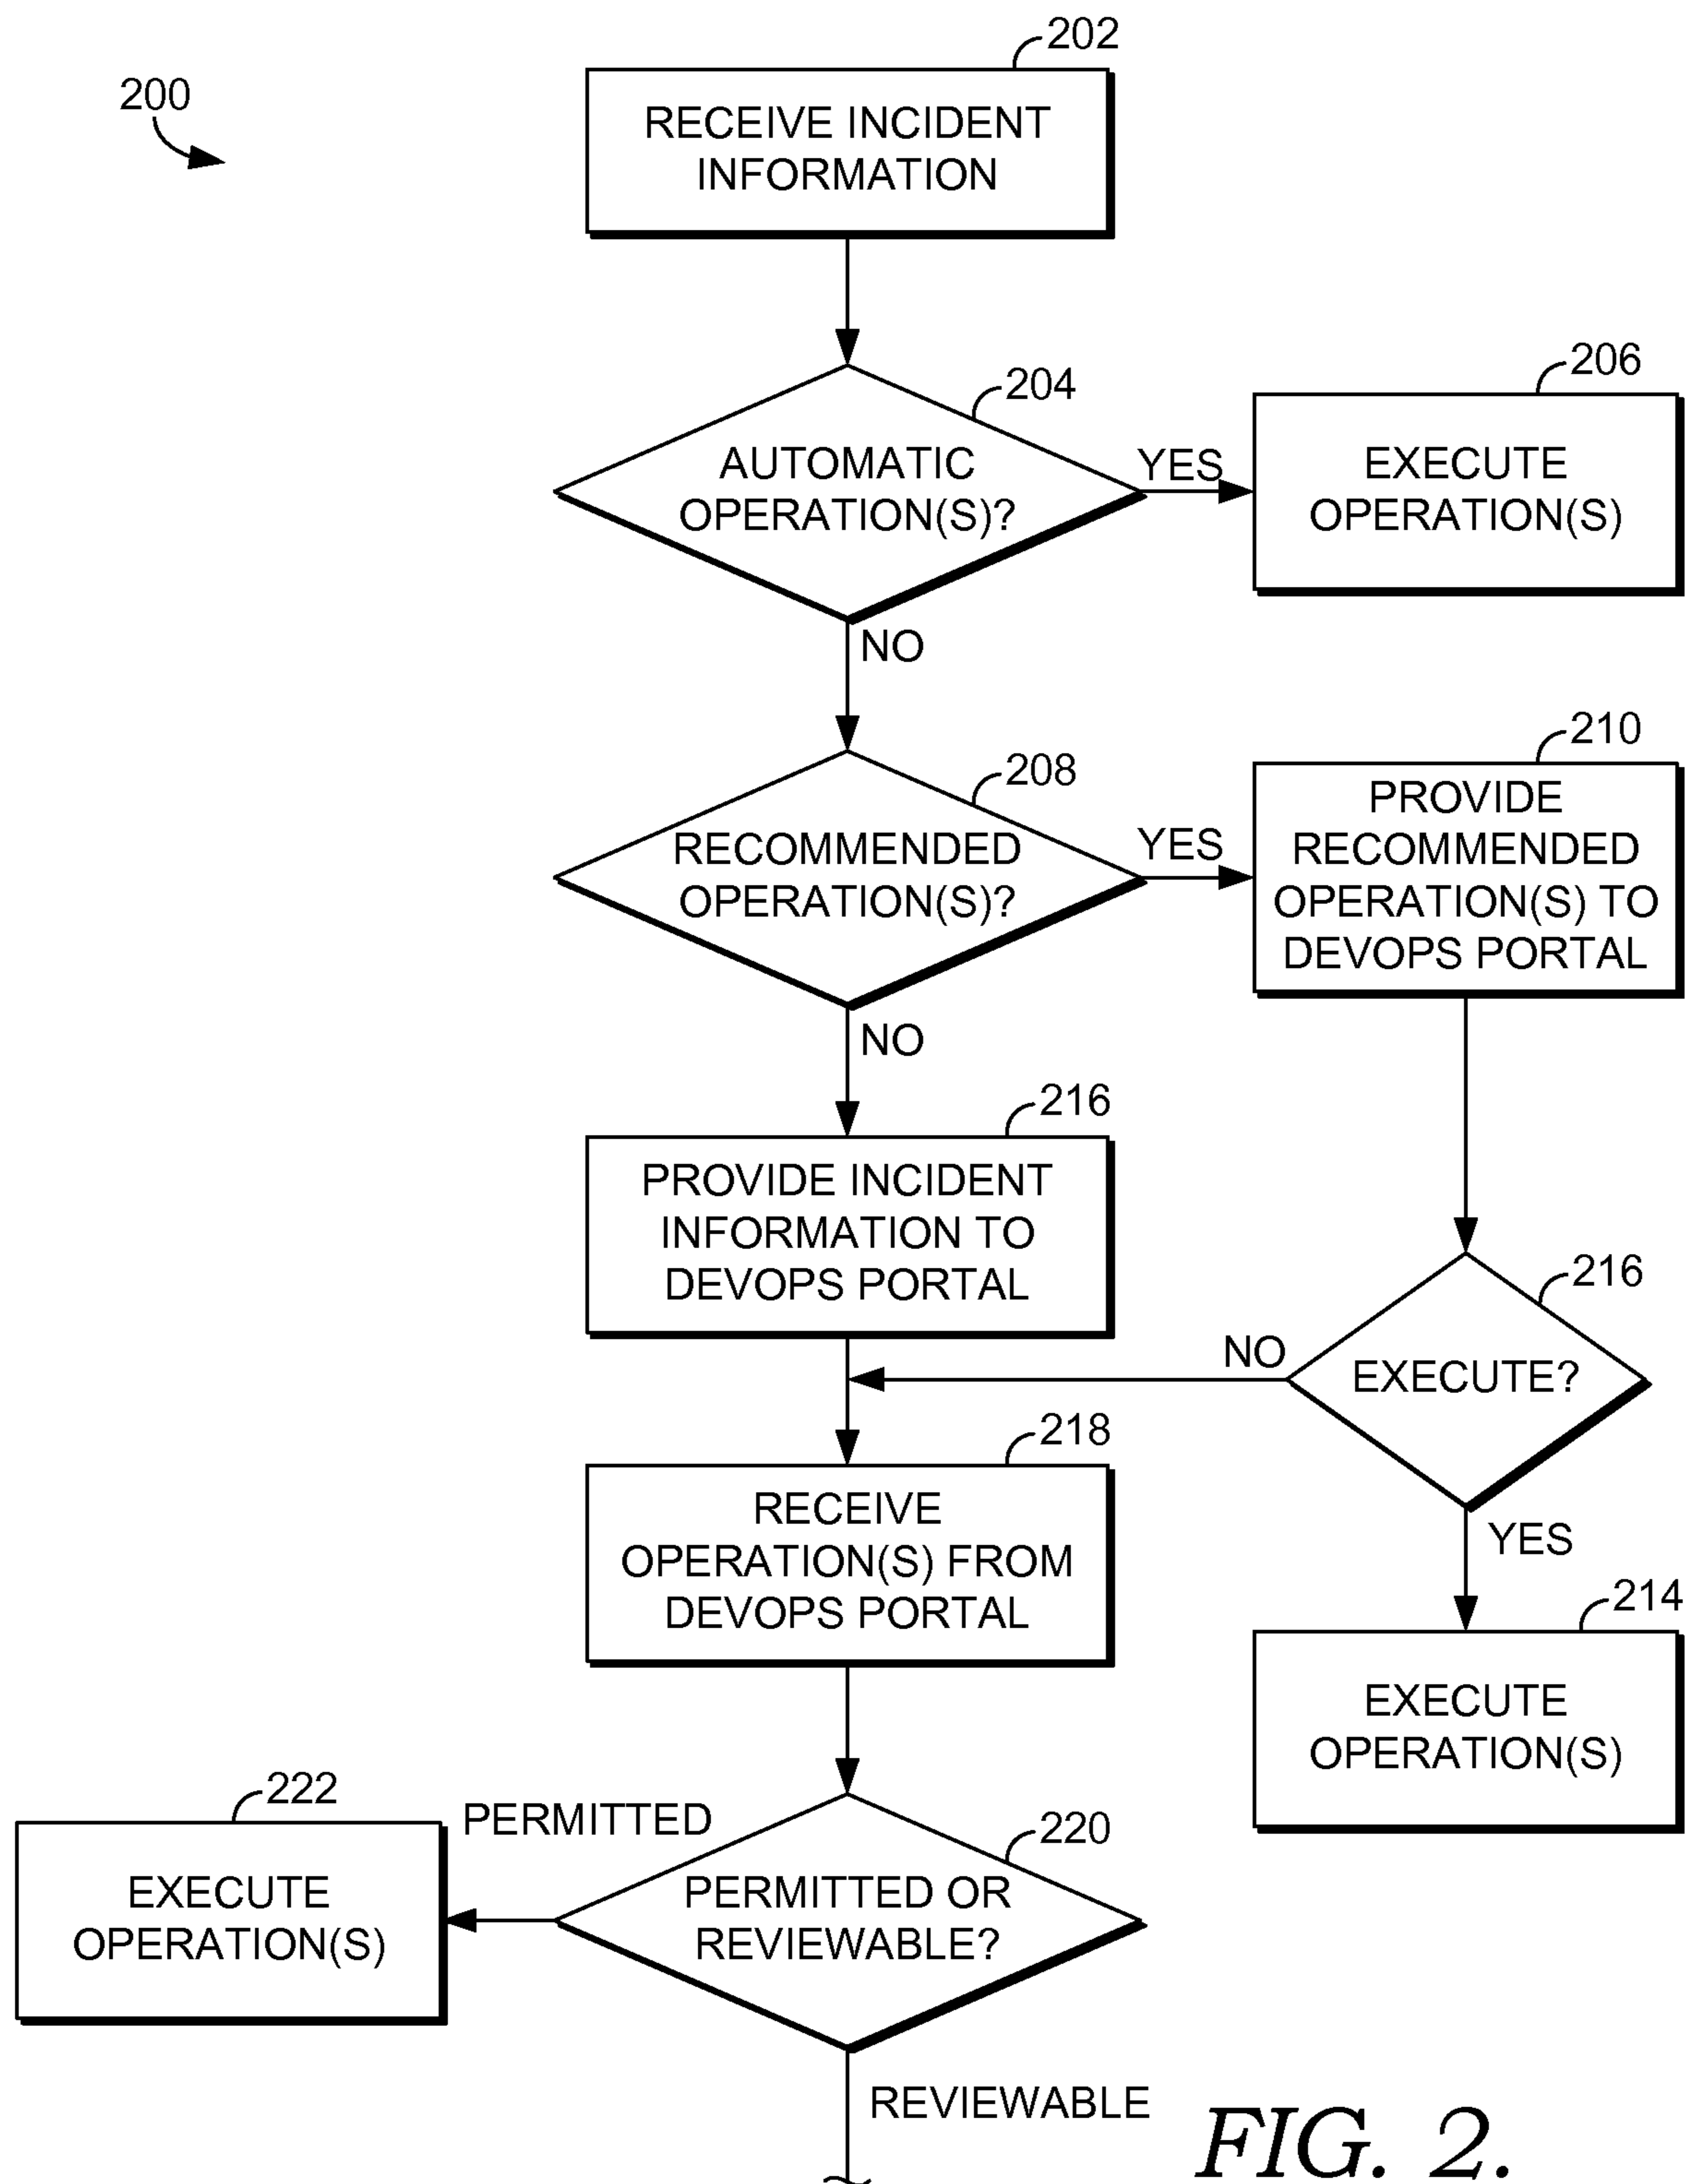 200
202
RECEIVE INCIDENT
INFORMATION
204
AUTOMATIC
OPERATION(S)?
YES
206
EXECUTE
OPERATION(S)
NO
208
RECOMMENDED
OPERATION(S)?
YES
210
PROVIDE
RECOMMENDED
OPERATION(S) TO
DEVOPS PORTAL
NO
216
PROVIDE INCIDENT
INFORMATION TO
DEVOPS PORTAL
216
EXECUTE?
NO
218
RECEIVE
OPERATION(S) FROM
DEVOPS PORTAL
YES
214
EXECUTE
OPERATION(S)
220
PERMITTED OR
REVIEWABLE?
PERMITTED
222
EXECUTE
OPERATION(S)
REVIEWABLE
FIG. 2.